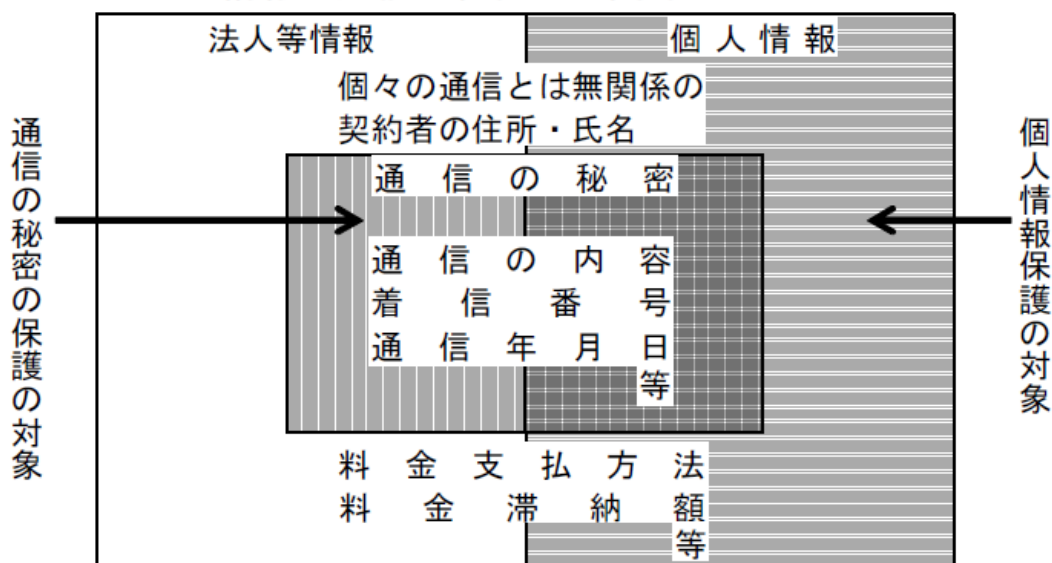 法人等情報
個人情報
個々の通信とは無関係の
契約者の住所・氏名
通信の秘密の保護の対象
通信の秘密
通信の内容
着信番号
通信年月日
等
個人情報保護の対象
料金支払方法
料金滞納額
等